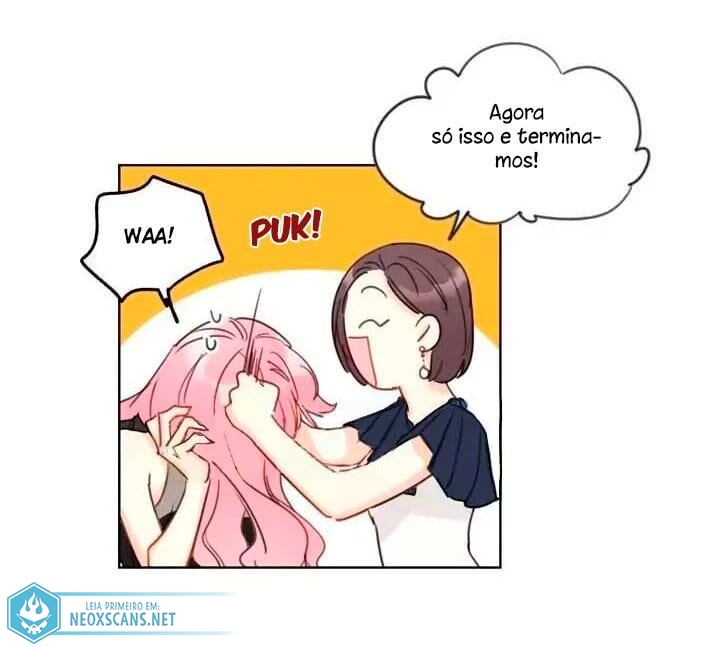 Agora
só isso e termina-
mos!
WAA!
PUK!
LEIA PRIMEIRO EM:
NEOXSCANS.NET